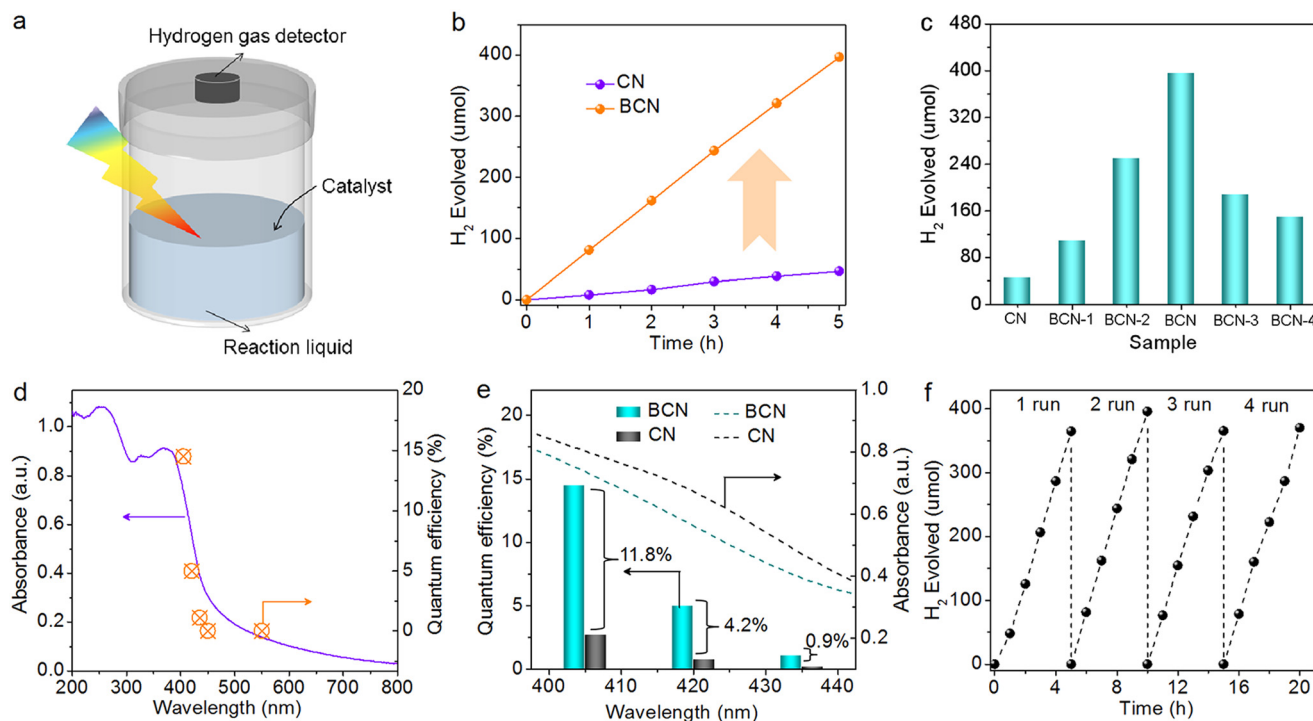 a
Hydrogen gas detector
Catalyst
Reaction liquid
b
H2 Evolved (umol)
400
300
200
100
0
CN
BCN
0 1 2 3 4 5
Time (h)
c
H2 Evolved (umol)
480
400
320
240
160
80
0
CN BCN-1 BCN-2 BCN BCN-3 BCN-4
Sample
d
Absorbance (a.u.)
1.0
0.8
0.6
0.4
0.2
0.0
20
15
10
5
0
Quantum efficiency (%)
200 300 400 500 600 700 800
Wavelength (nm)
e
Quantum efficiency (%)
20
15
10
5
0
BCN BCN
CN CN
11.8%
4.2%
0.9%
1.0
0.8
0.6
0.4
0.2
Absorbance (a.u.)
400 410 420 430 440
Wavelength (nm)
f
H2 Evolved (umol)
400
300
200
100
0
1 run 2 run 3 run 4 run
0 4 8 12 16 20
Time (h)